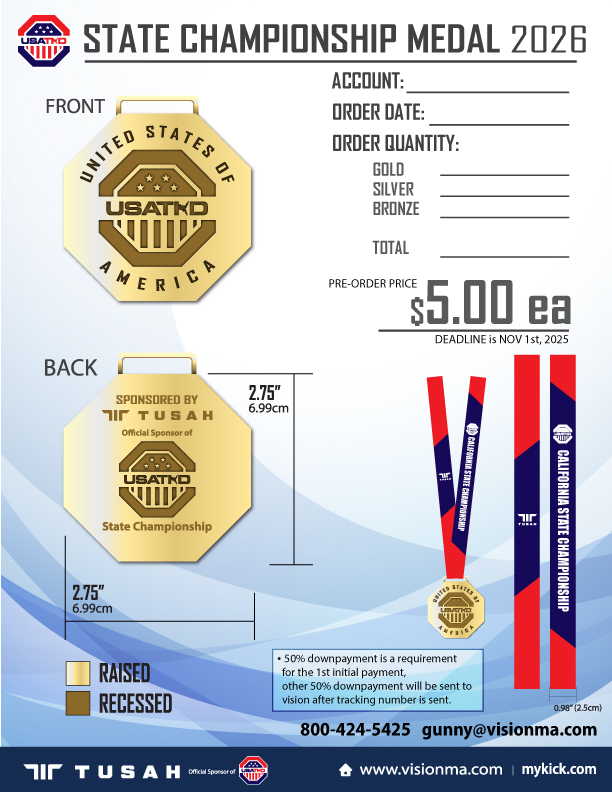 USATKD
STATE CHAMPIONSHIP MEDAL 2026
ACCOUNT:
ORDER DATE:
ORDER QUANTITY:
GOLD
SILVER
BRONZE
TOTAL
PRE-ORDER PRICE
$5.00 ea
DEADLINE is NOV 1st, 2025
FRONT
UNITED STATES OF
USATKD
AMERICA
BACK
SPONSORED BY
TUSAH
Official Sponsor of
USATKD
State Championship
2.75"
6.99cm
2.75"
6.99cm
CALIFORNIA STATE CHAMPIONSHIP
UNITED STATES OF
USATKD
AMERICA
TUSAH
CALIFORNIA STATE CHAMPIONSHIP
0.98" (2.5cm)
RAISED
RECESSED
• 50% downpayment is a requirement
for the 1st initial payment,
other 50% downpayment will be sent to
vision after tracking number is sent.
800-424-5425 gunny@visionma.com
TUSAH Official Sponsor of USATKD
www.visionma.com | mykick.com